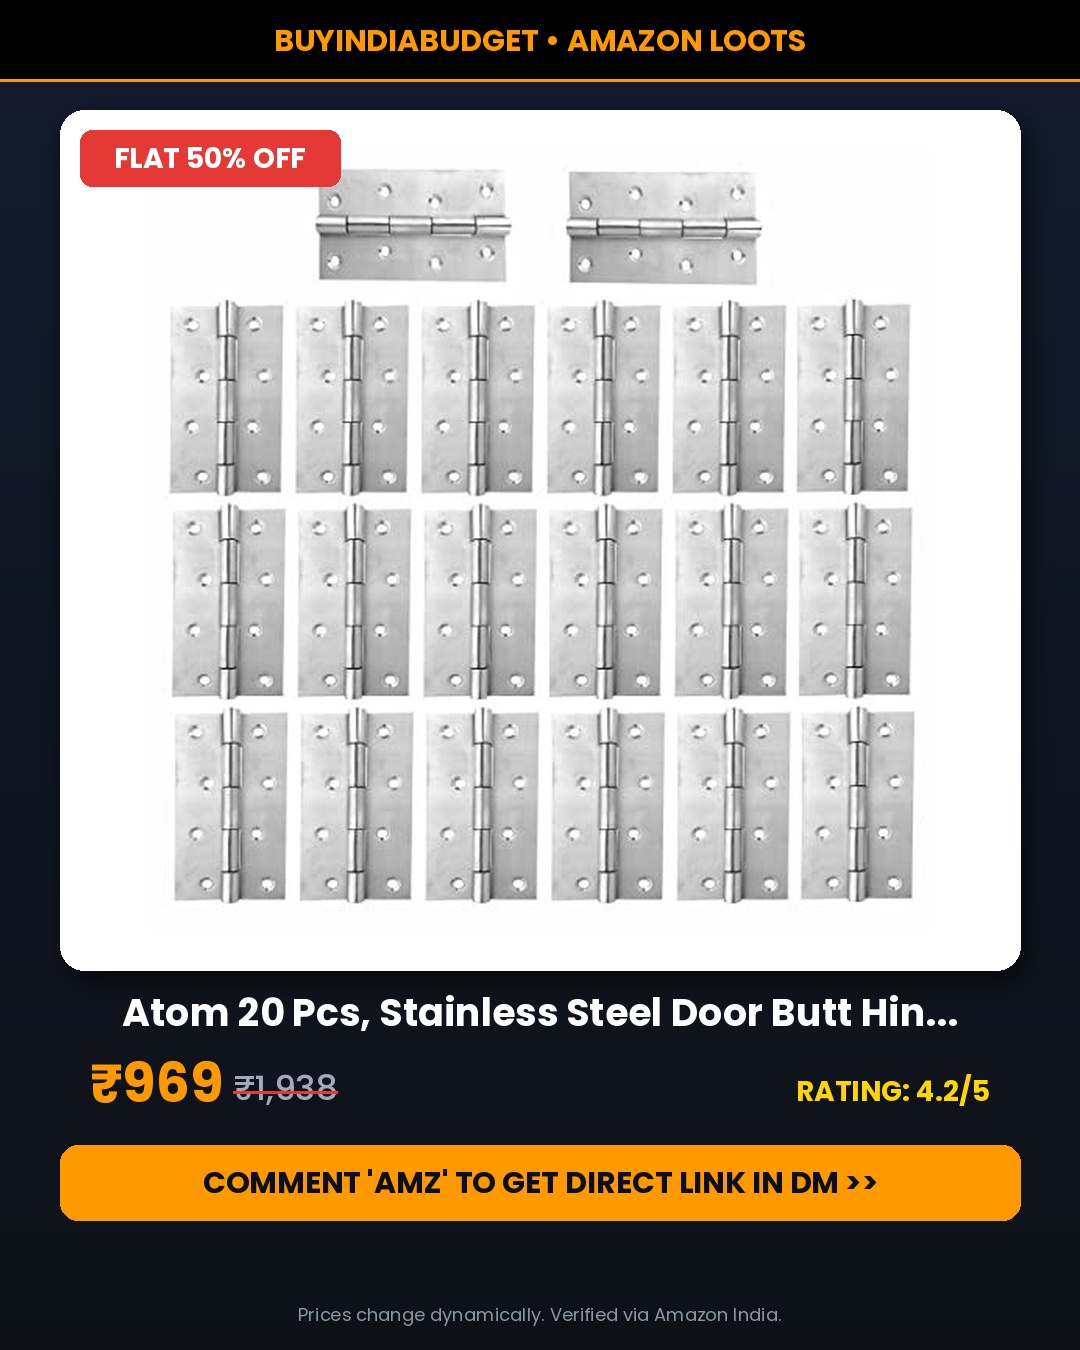 BUYINDIABUDGET • AMAZON LOOTS
FLAT 50% OFF
Atom 20 Pcs, Stainless Steel Door Butt Hin...
₹969 ₹1,938
RATING: 4.2/5
COMMENT 'AMZ' TO GET DIRECT LINK IN DM >>
Prices change dynamically. Verified via Amazon India.